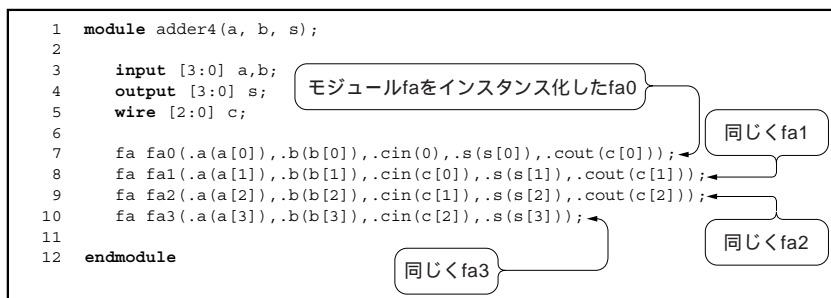 1 module adder4(a, b, s);
2
3 input [3:0] a,b;
4 output [3:0] s;
5 wire [2:0] c;
6
7 fa fa0(.a(a[0]),.b(b[0]),.cin(0),.s(s[0]),.cout(c[0]));
8 fa fa1(.a(a[1]),.b(b[1]),.cin(c[0]),.s(s[1]),.cout(c[1]));
9 fa fa2(.a(a[2]),.b(b[2]),.cin(c[1]),.s(s[2]),.cout(c[2]));
10 fa fa3(.a(a[3]),.b(b[3]),.cin(c[2]),.s(s[3]));
11
12 endmodule
モジュールfaをインスタンス化したfa0
同じくfa1
同じくfa2
同じくfa3